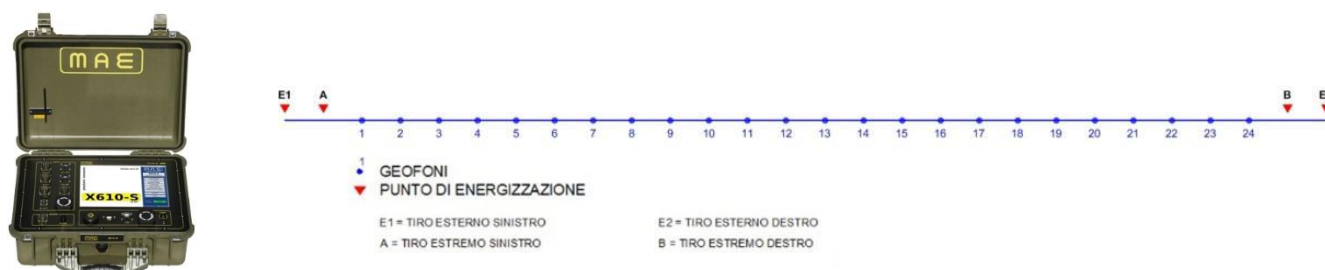 MAE
X610-S
MAE
E1 A B E
1 2 3 4 5 6 7 8 9 10 11 12 13 14 15 16 17 18 19 20 21 22 23 24
1
GEOFONI
PUNTO DI ENERGIZZAZIONE
E1 = TIRO ESTERNO SINISTRO E2 = TIRO ESTERNO DESTRO
A = TIRO ESTREMO SINISTRO B = TIRO ESTREMO DESTRO